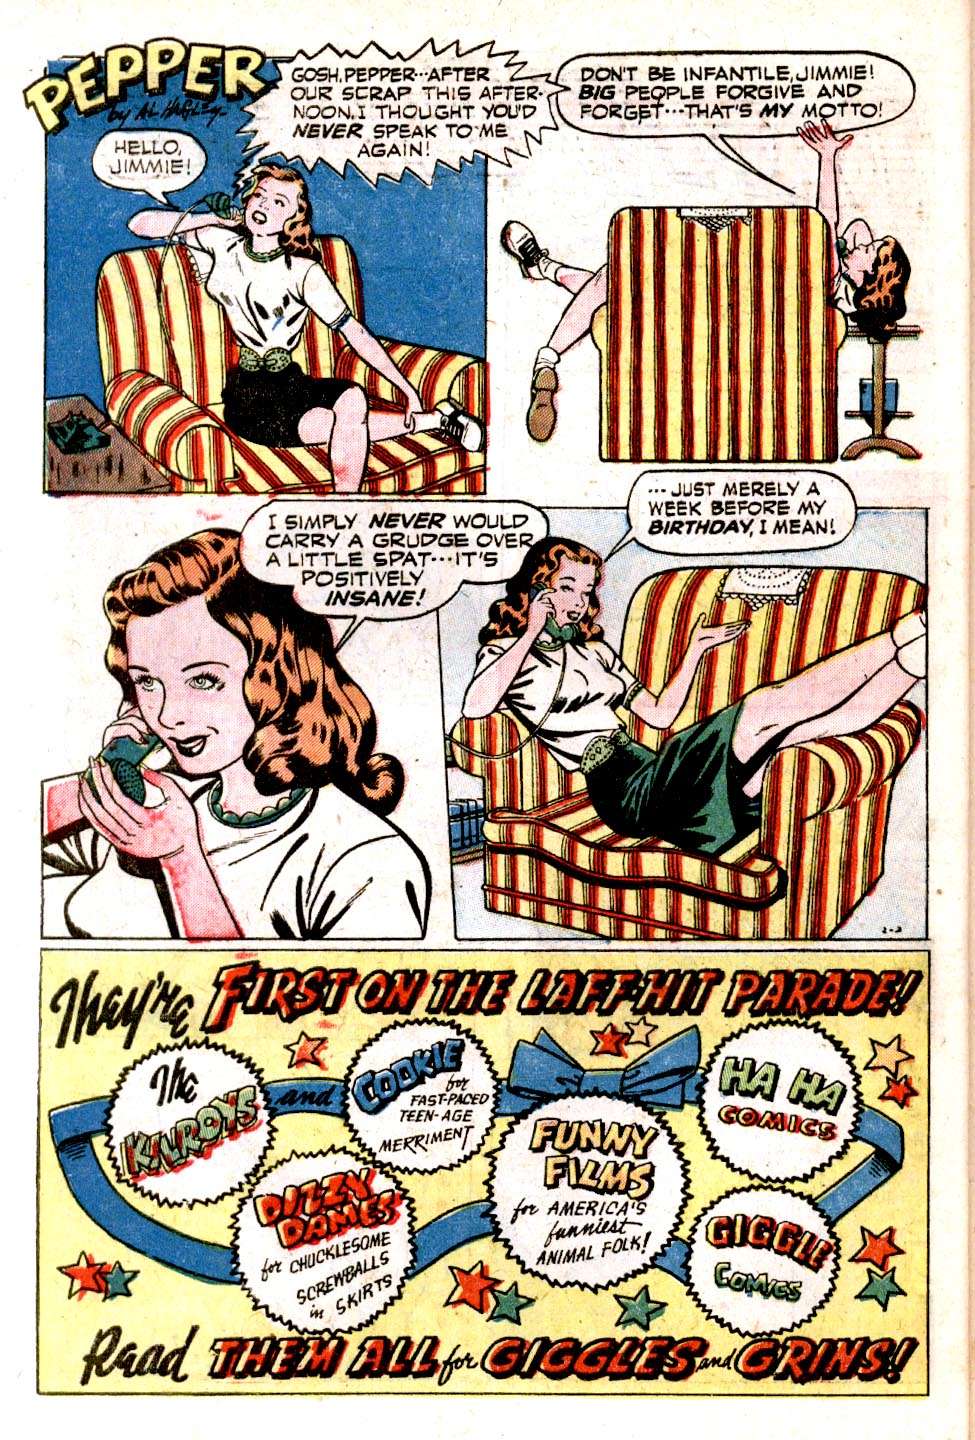 PEPPER
by AL HARTLEY
HELLO,
JIMMIE!
GOSH, PEPPER---AFTER
OUR SCRAP THIS AFTER-
NOON, I THOUGHT YOU'D
NEVER SPEAK TO ME
AGAIN!
DON'T BE INFANTILE, JIMMIE!
BIG PEOPLE FORGIVE AND
FORGET---THAT'S MY MOTTO!
I SIMPLY NEVER WOULD
CARRY A GRUDGE OVER
A LITTLE SPAT---IT'S
POSITIVELY
INSANE!
---JUST MERELY A
WEEK BEFORE MY
BIRTHDAY, I MEAN!
They're FIRST ON THE LAFF-HIT PARADE!
The
KILROYS
and
COOKIE
for
FAST-PACED
TEEN-AGE
MERRIMENT
HA HA
COMICS
FUNNY
FILMS
for AMERICA'S
funniest
ANIMAL FOLK!
DIZZY
DAMES
for CHUCKLESOME
SCREWBALLS
in SKIRTS
GIGGLE
COMICS
Read THEM ALL for GIGGLES and GRINS!